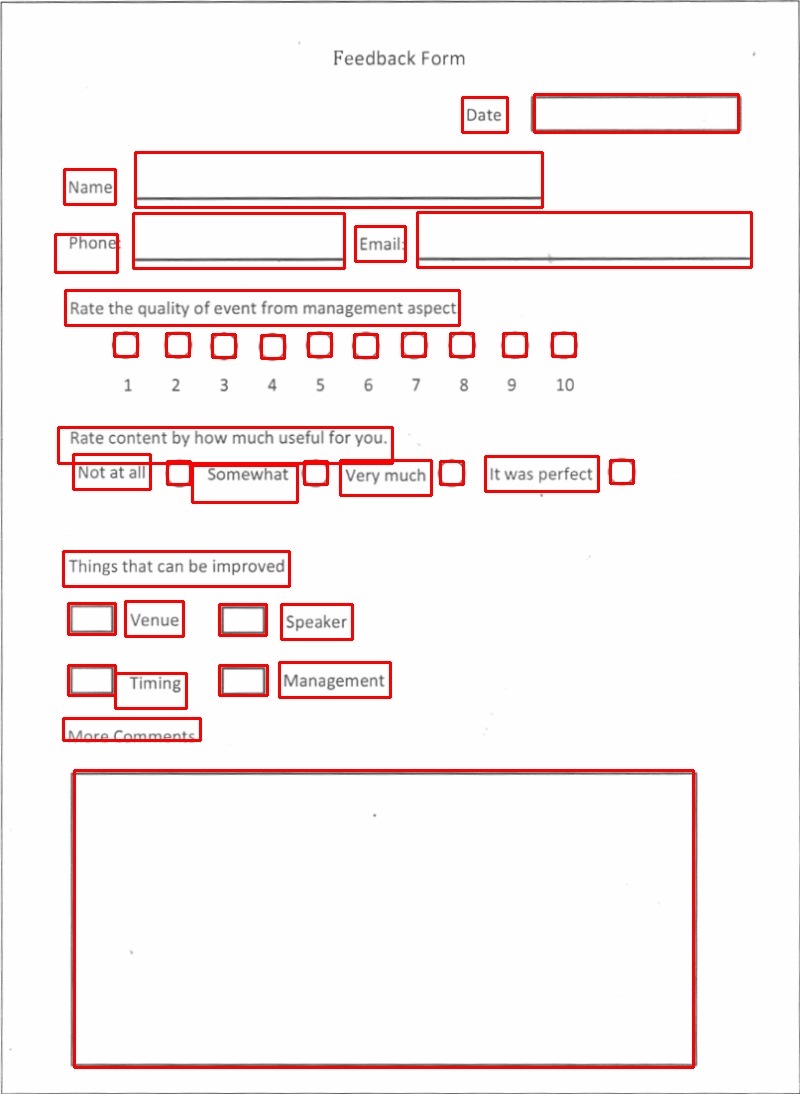 Feedback Form
Date
Name
Phone:
Email:
Rate the quality of event from management aspect
1 2 3 4 5 6 7 8 9 10
Rate content by how much useful for you.
Not at all Somewhat Very much It was perfect
Things that can be improved
Venue Speaker
Timing Management
More Comments